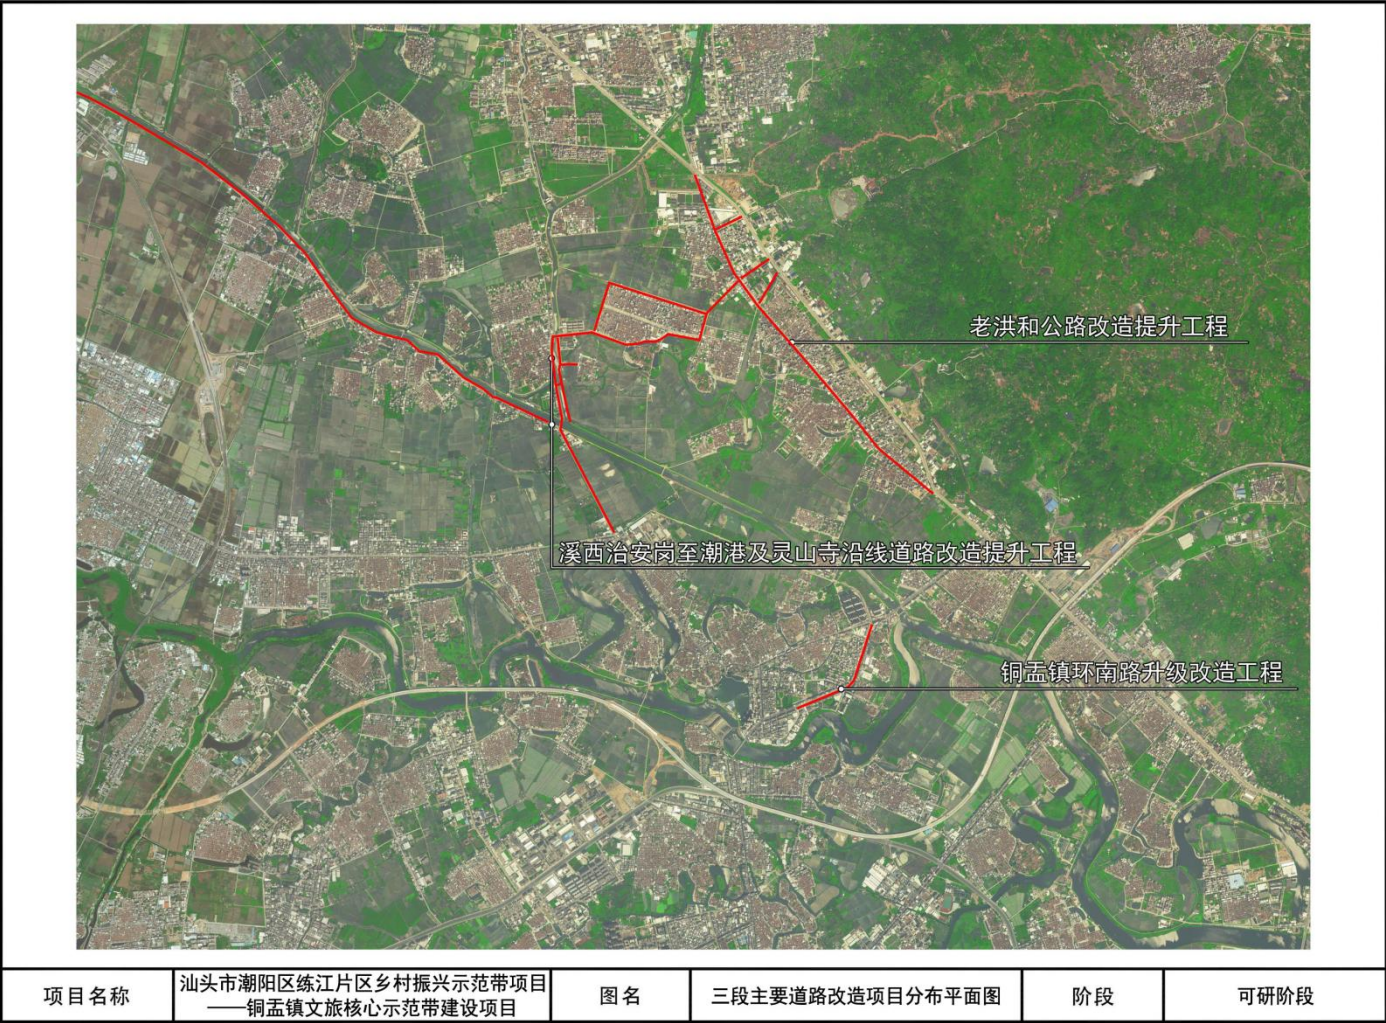 老洪和公路改造提升工程
溪西治安岗至潮港及灵山寺沿线道路改造提升工程
铜盂镇环南路升级改造工程
项目名称
汕头市潮阳区练江片区乡村振兴示范带项目
——铜盂镇文旅核心示范带建设项目
图名
三段主要道路改造项目分布平面图
阶段
可研阶段